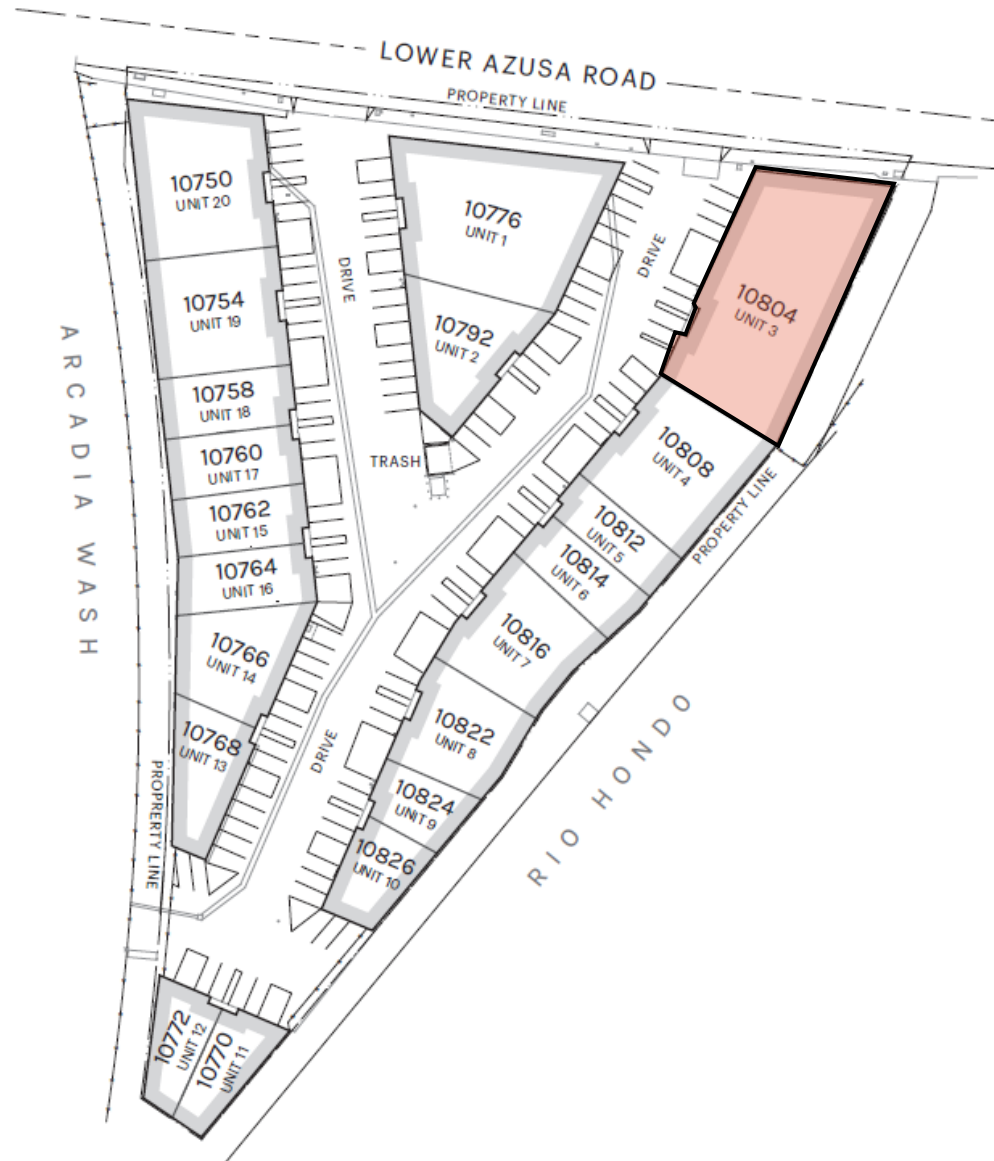 LOWER AZUSA ROAD
PROPERTY LINE
10750
UNIT 20
10754
UNIT 19
10758
UNIT 18
10760
UNIT 17
10762
UNIT 15
10764
UNIT 16
10766
UNIT 14
10768
UNIT 13
ARCADIA WASH
PROPRERTY LINE
DRIVE
10776
UNIT 1
10792
UNIT 2
TRASH
DRIVE
10804
UNIT 3
10808
UNIT 4
10812
UNIT 5
10814
UNIT 6
10816
UNIT 7
10822
UNIT 8
10824
UNIT 9
10826
UNIT 10
PROPERTY LINE
RIO HONDO
DRIVE
10772
UNIT 12
10770
UNIT 11